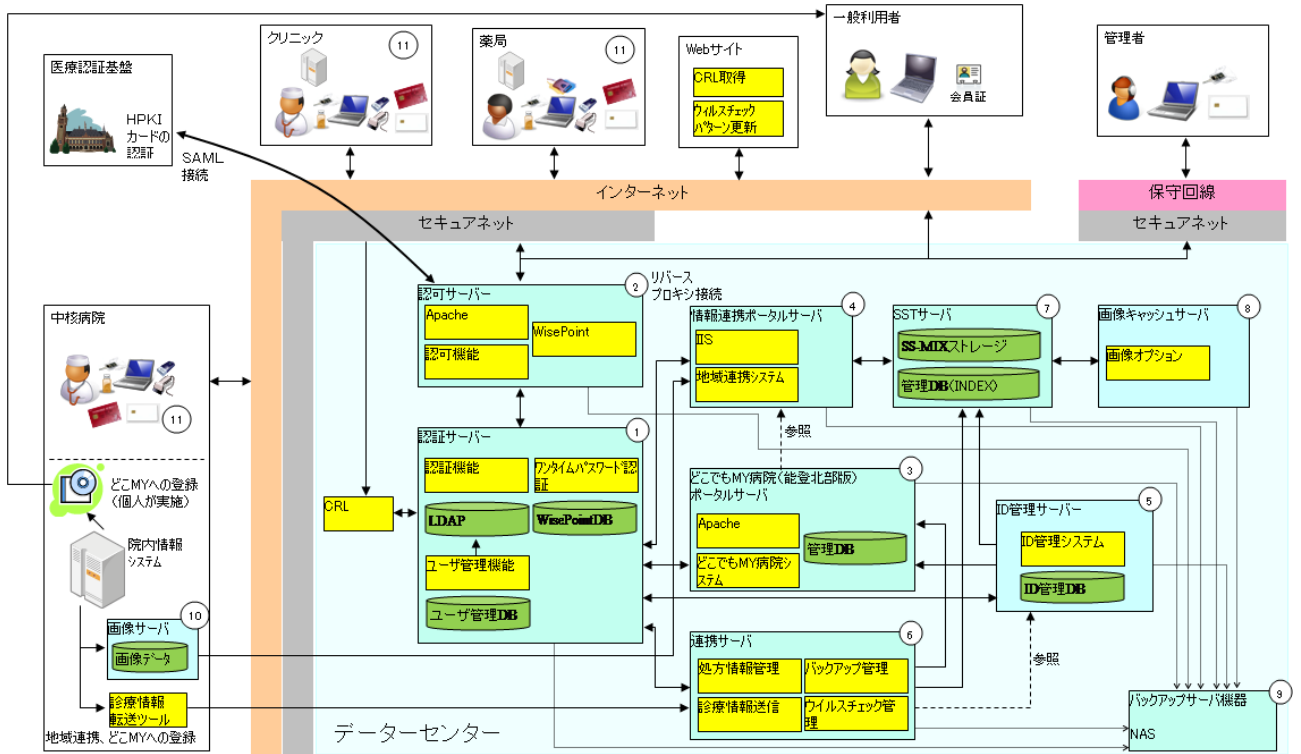 クリニック
11
薬局
11
Webサイト
CRL取得
ウィルスチェック
パターン更新
一般利用者
会員証
管理者
医療認証基盤
HPKI
カードの
認証
SAML
接続
インターネット
保守回線
セキュアネット
セキュアネット
中核病院
11
どこMYへの登録
(個人が実施)
院内情報
システム
10
画像サーバ
画像データ
診療情報
転送ツール
地域連携、どこMYへの登録
CRL
認可サーバー
2
Apache
認可機能
WisePoint
リバース
プロキシ接続
認証サーバー
1
認証機能
ワンタイムパスワード認
証
LDAP
WisePointDB
ユーザ管理機能
ユーザ管理DB
情報連携ポータルサーバ
4
IIS
地域連携システム
参照
SSTサーバ
7
SS-MIXストレージ
管理DB(INDEX)
画像キャッシュサーバ
8
画像オプション
どこでもMY病院(能登北部版)
ポータルサーバ
3
Apache
どこでもMY病院シ
ステム
管理DB
ID管理サーバー
5
ID管理システム
ID管理DB
連携サーバ
6
処方情報管理
バックアップ管理
診療情報送信
ウイルスチェック管
理
参照
バックアップサーバ機器
9
NAS
データーセンター